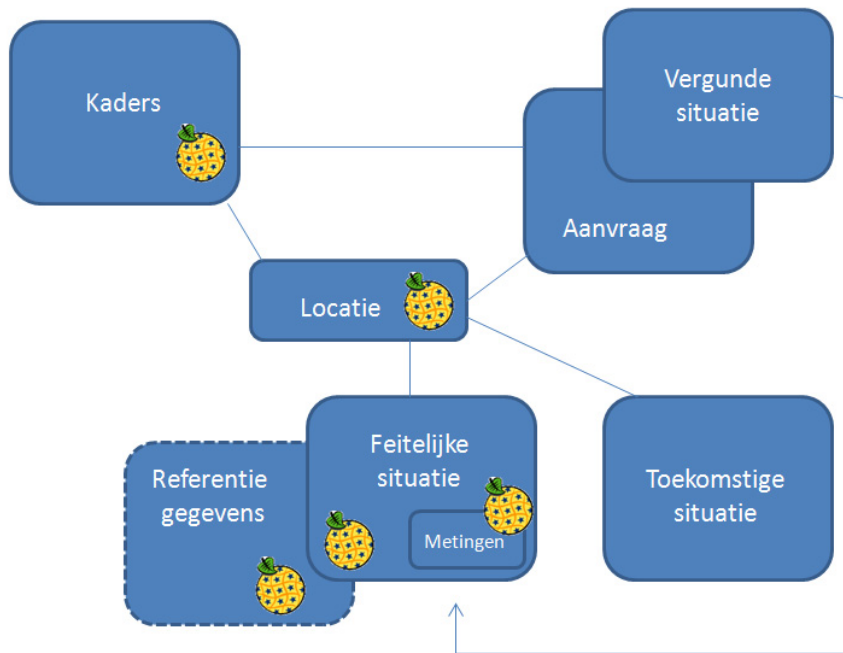 Kaders
Vergunde
situatie
Aanvraag
Locatie
Feitelijke
situatie
Referentie
gegevens
Metingen
Toekomstige
situatie